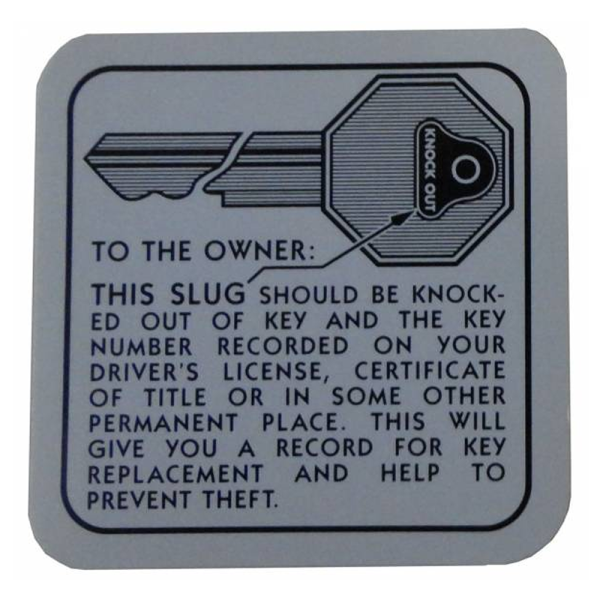 KNOCK OUT
TO THE OWNER:
THIS SLUG SHOULD BE KNOCK-
ED OUT OF KEY AND THE KEY
NUMBER RECORDED ON YOUR
DRIVER'S LICENSE, CERTIFICATE
OF TITLE OR IN SOME OTHER
PERMANENT PLACE. THIS WILL
GIVE YOU A RECORD FOR KEY
REPLACEMENT AND HELP TO
PREVENT THEFT.